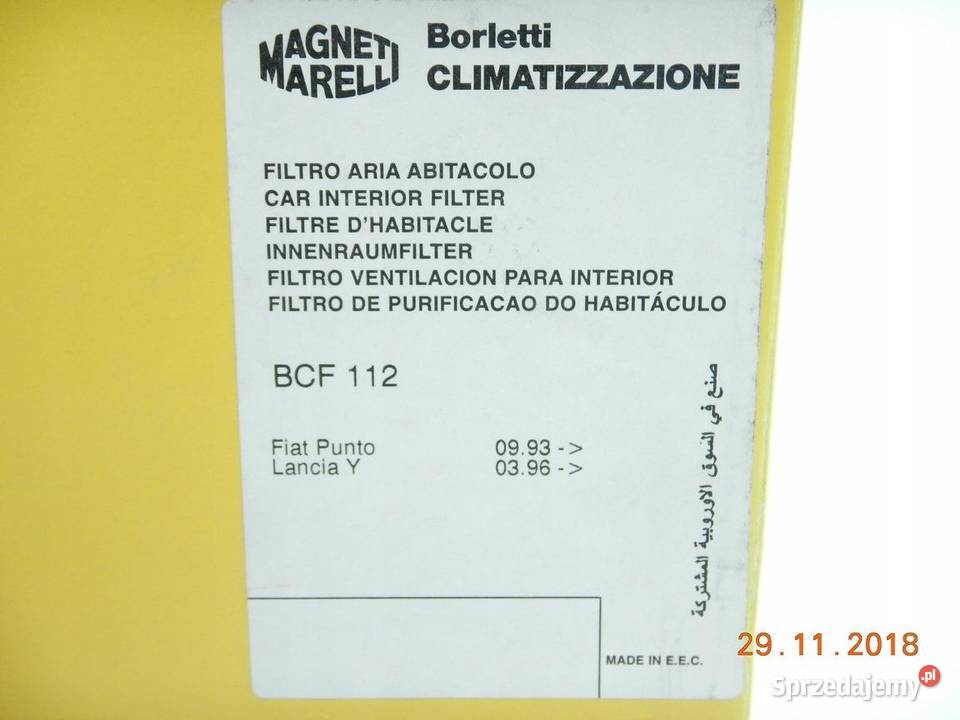 MAGNETI
MARELLI
Borletti
CLIMATIZZAZIONE
FILTRO ARIA ABITACOLO
CAR INTERIOR FILTER
FILTRE D'HABITACLE
INNENRAUMFILTER
FILTRO VENTILACION PARA INTERIOR
FILTRO DE PURIFICACAO DO HABITÁCULO
BCF 112
Fiat Punto 09.93 ->
Lancia Y 03.96 ->
صنع في السوق الاوروبية المشتركة
MADE IN E.E.C.
29.11.2018
Sprzedajemy.pl